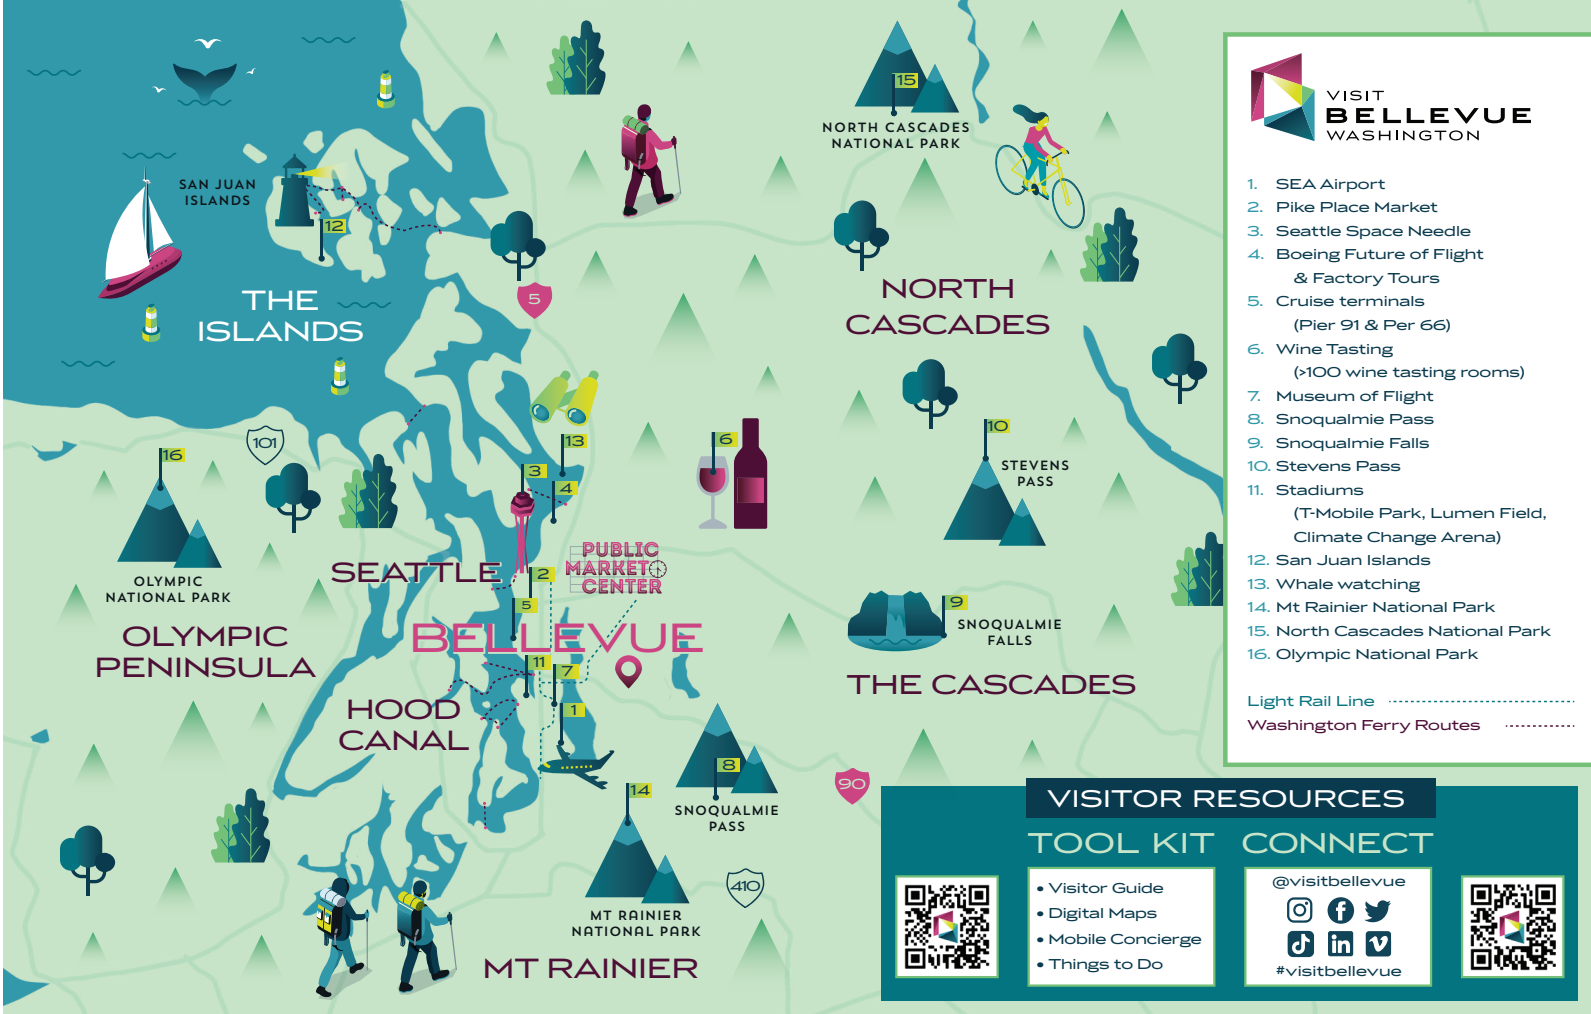 15
NORTH CASCADES
NATIONAL PARK
SAN JUAN
ISLANDS
12
THE
ISLANDS
5
NORTH
CASCADES
101
16
13
3
4
6
10
STEVENS
PASS
OLYMPIC
NATIONAL PARK
SEATTLE
PUBLIC
MARKET
CENTER
2
5
9
SNOQUALMIE
FALLS
OLYMPIC
PENINSULA
BELLEVUE
11
7
1
THE CASCADES
HOOD
CANAL
8
SNOQUALMIE
PASS
90
14
MT RAINIER
NATIONAL PARK
410
MT RAINIER
VISIT
BELLEVUE
WASHINGTON
1. SEA Airport
2. Pike Place Market
3. Seattle Space Needle
4. Boeing Future of Flight
& Factory Tours
5. Cruise terminals
(Pier 91 & Per 66)
6. Wine Tasting
(>100 wine tasting rooms)
7. Museum of Flight
8. Snoqualmie Pass
9. Snoqualmie Falls
10. Stevens Pass
11. Stadiums
(T-Mobile Park, Lumen Field,
Climate Change Arena)
12. San Juan Islands
13. Whale watching
14. Mt Rainier National Park
15. North Cascades National Park
16. Olympic National Park
Light Rail Line
Washington Ferry Routes
VISITOR RESOURCES
TOOL KIT
• Visitor Guide
• Digital Maps
• Mobile Concierge
• Things to Do
CONNECT
@visitbellevue
#visitbellevue